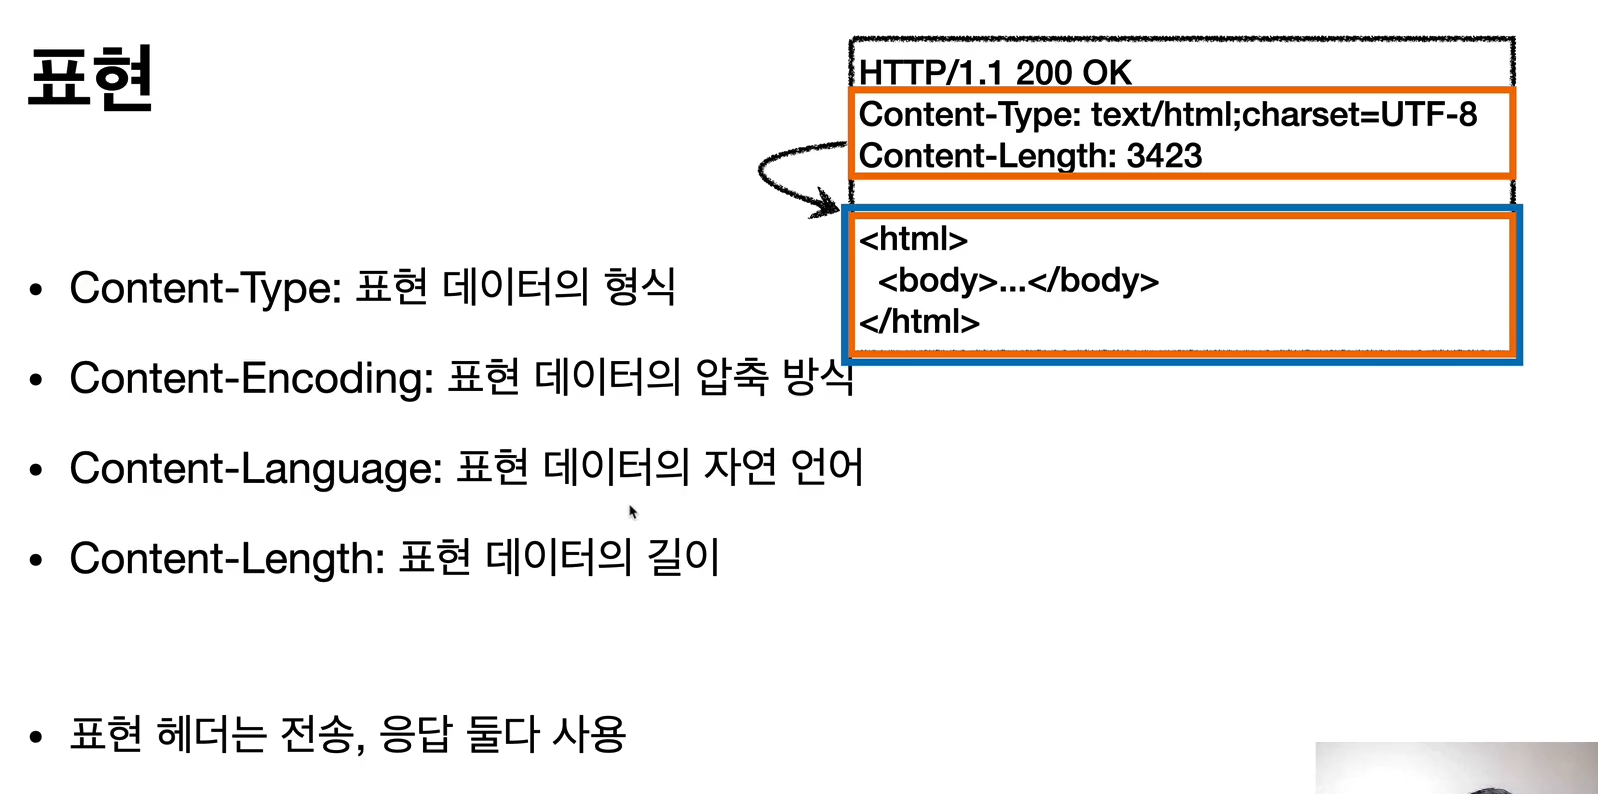 표현
HTTP/1.1 200 OK
Content-Type: text/html;charset=UTF-8
Content-Length: 3423
<html>
<body>...</body>
</html>
• Content-Type: 표현 데이터의 형식
• Content-Encoding: 표현 데이터의 압축 방식
• Content-Language: 표현 데이터의 자연 언어
• Content-Length: 표현 데이터의 길이
• 표현 헤더는 전송, 응답 둘다 사용